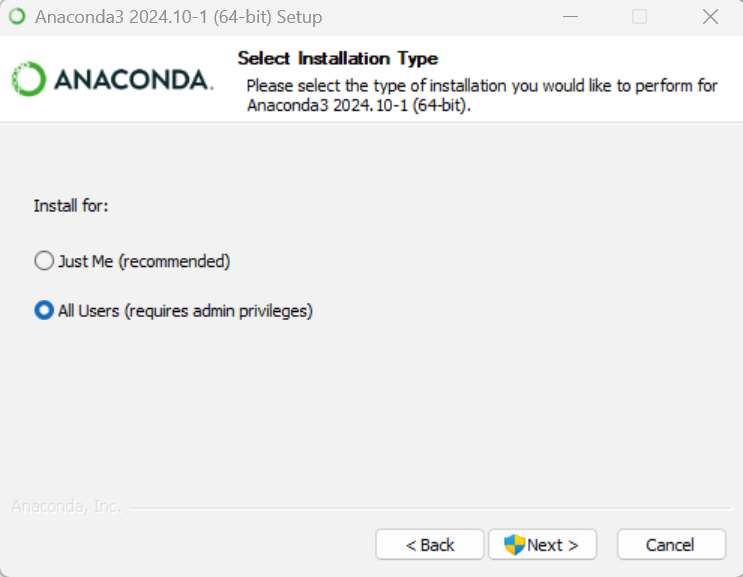 Anaconda3 2024.10-1 (64-bit) Setup
ANACONDA.
Select Installation Type
Please select the type of installation you would like to perform for
Anaconda3 2024.10-1 (64-bit).
Install for:
Just Me (recommended)
All Users (requires admin privileges)
Anaconda, Inc.
< Back
Next >
Cancel